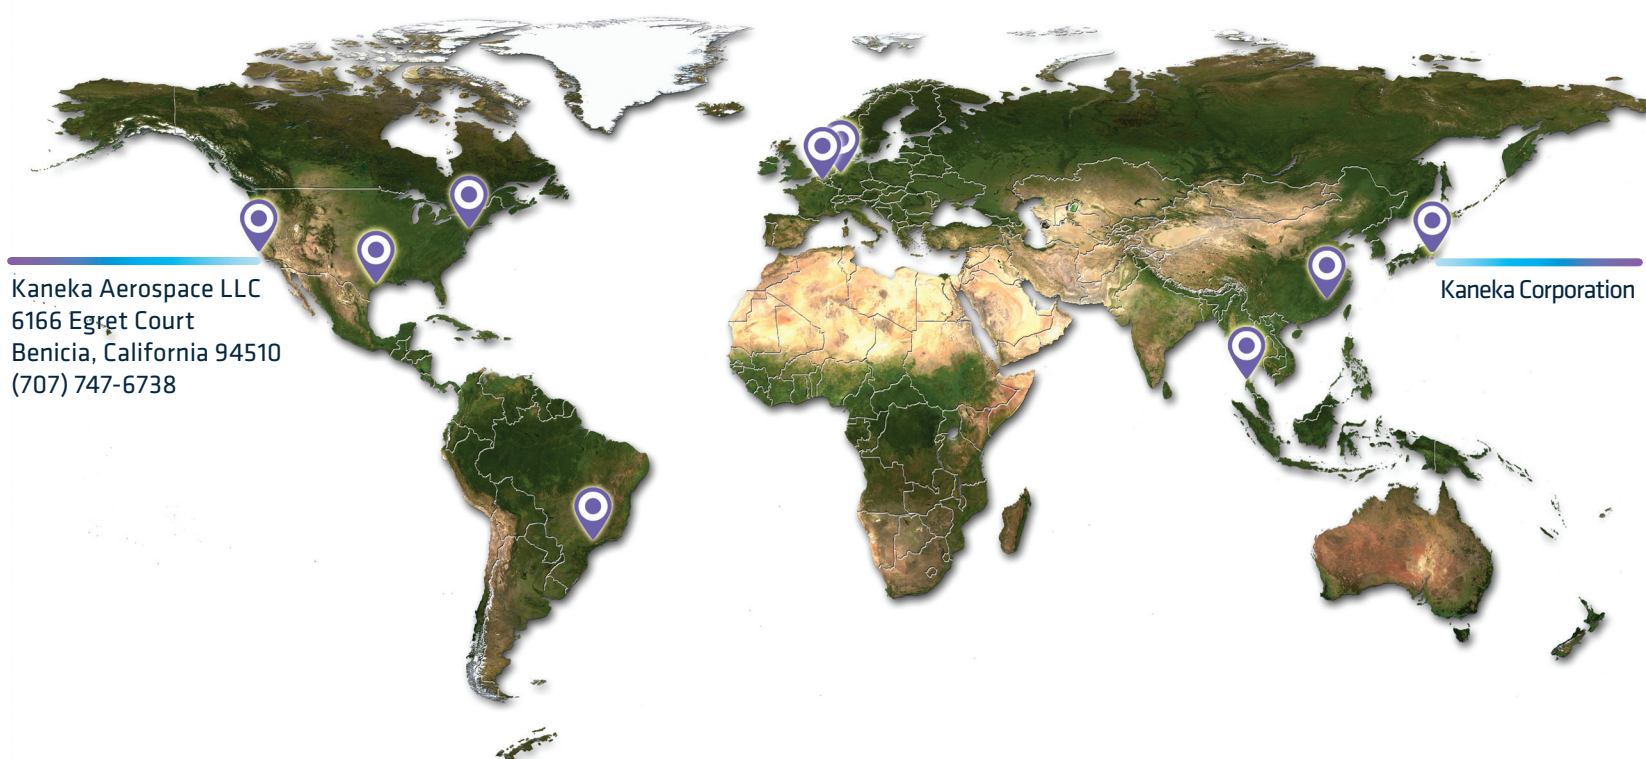 Kaneka Aerospace LLC
6166 Egret Court
Benicia, California 94510
(707) 747-6738
Kaneka Corporation